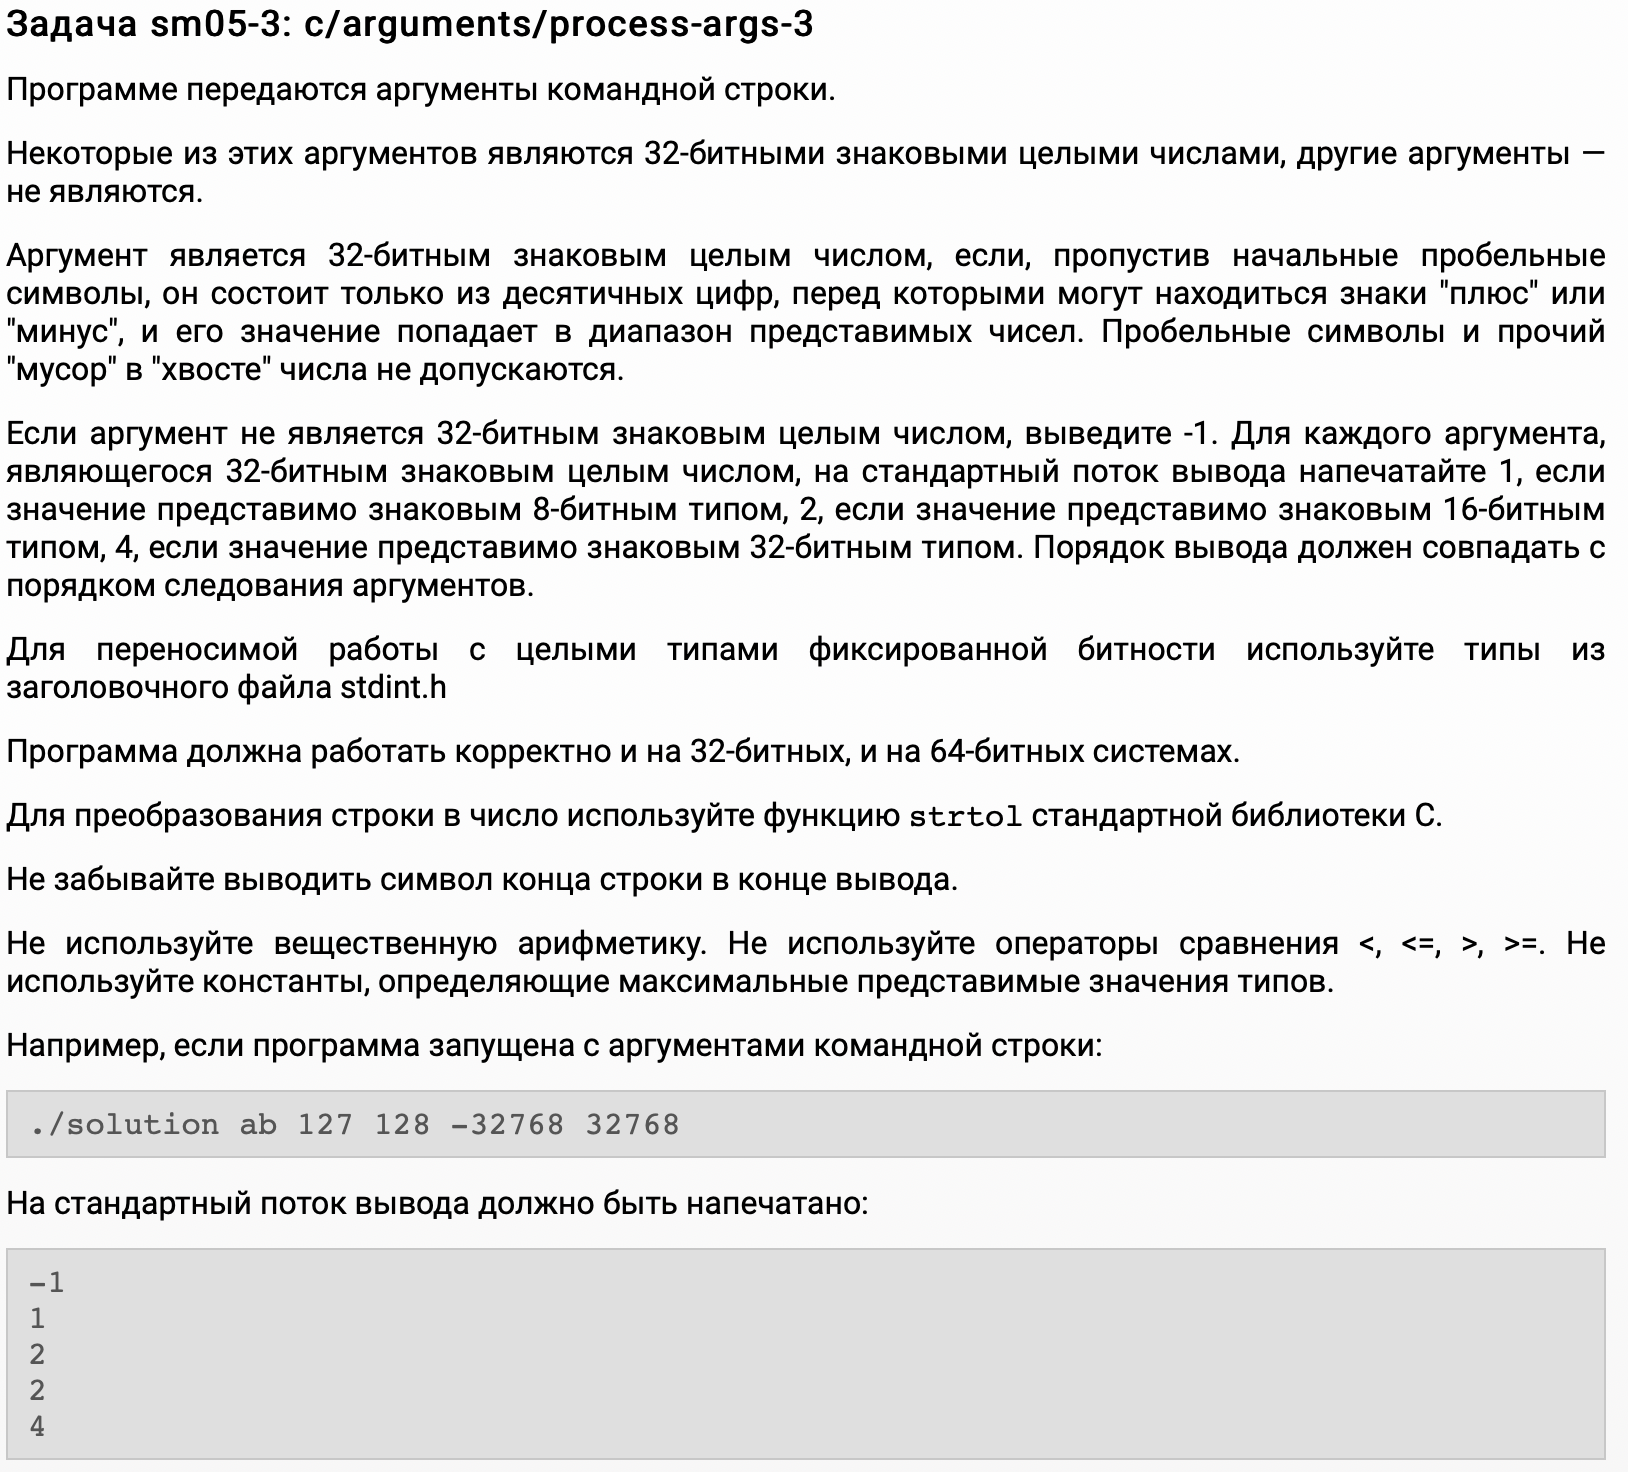 Задача sm05-3: c/arguments/process-args-3
Программе передаются аргументы командной строки.
Некоторые из этих аргументов являются 32-битными знаковыми целыми числами, другие аргументы —
не являются.
Аргумент является 32-битным знаковым целым числом, если, пропустив начальные пробельные
символы, он состоит только из десятичных цифр, перед которыми могут находиться знаки "плюс" или
"минус", и его значение попадает в диапазон представимых чисел. Пробельные символы и прочий
"мусор" в "хвосте" числа не допускаются.
Если аргумент не является 32-битным знаковым целым числом, выведите -1. Для каждого аргумента,
являющегося 32-битным знаковым целым числом, на стандартный поток вывода напечатайте 1, если
значение представимо знаковым 8-битным типом, 2, если значение представимо знаковым 16-битным
типом, 4, если значение представимо знаковым 32-битным типом. Порядок вывода должен совпадать с
порядком следования аргументов.
Для переносимой работы с целыми типами фиксированной битности используйте типы из
заголовочного файла stdint.h
Программа должна работать корректно и на 32-битных, и на 64-битных системах.
Для преобразования строки в число используйте функцию strtol стандартной библиотеки C.
Не забывайте выводить символ конца строки в конце вывода.
Не используйте вещественную арифметику. Не используйте операторы сравнения <, <=, >, >=. Не
используйте константы, определяющие максимальные представимые значения типов.
Например, если программа запущена с аргументами командной строки:
./solution ab 127 128 -32768 32768
На стандартный поток вывода должно быть напечатано:
-1
1
2
2
4